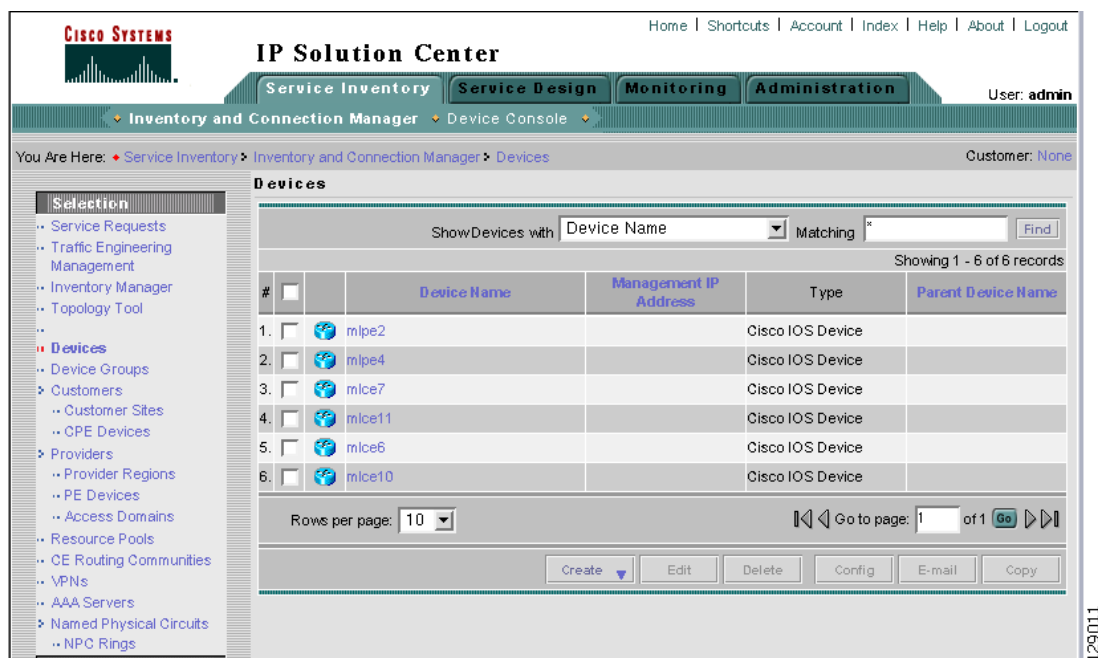 CISCO SYSTEMS
Home | Shortcuts | Account | Index | Help | About | Logout
IP Solution Center
Service Inventory Service Design Monitoring Administration
User: admin
Inventory and Connection Manager Device Console
You Are Here: Service Inventory Inventory and Connection Manager Devices
Customer: None
Selection
Service Requests
Traffic Engineering
Management
Inventory Manager
Topology Tool
Devices
Device Groups
Customers
Customer Sites
CPE Devices
Providers
Provider Regions
PE Devices
Access Domains
Resource Pools
CE Routing Communities
VPNs
AAA Servers
Named Physical Circuits
NPC Rings
Devices
Show Devices with Device Name Matching * Find
Showing 1 - 6 of 6 records
# Device Name Management IP Address Type Parent Device Name
1. mlpe2 Cisco IOS Device
2. mlpe4 Cisco IOS Device
3. mlce7 Cisco IOS Device
4. mlce11 Cisco IOS Device
5. mlce6 Cisco IOS Device
6. mlce10 Cisco IOS Device
Rows per page: 10 Go to page: 1 of 1 Go
Create Edit Delete Config E-mail Copy
129011